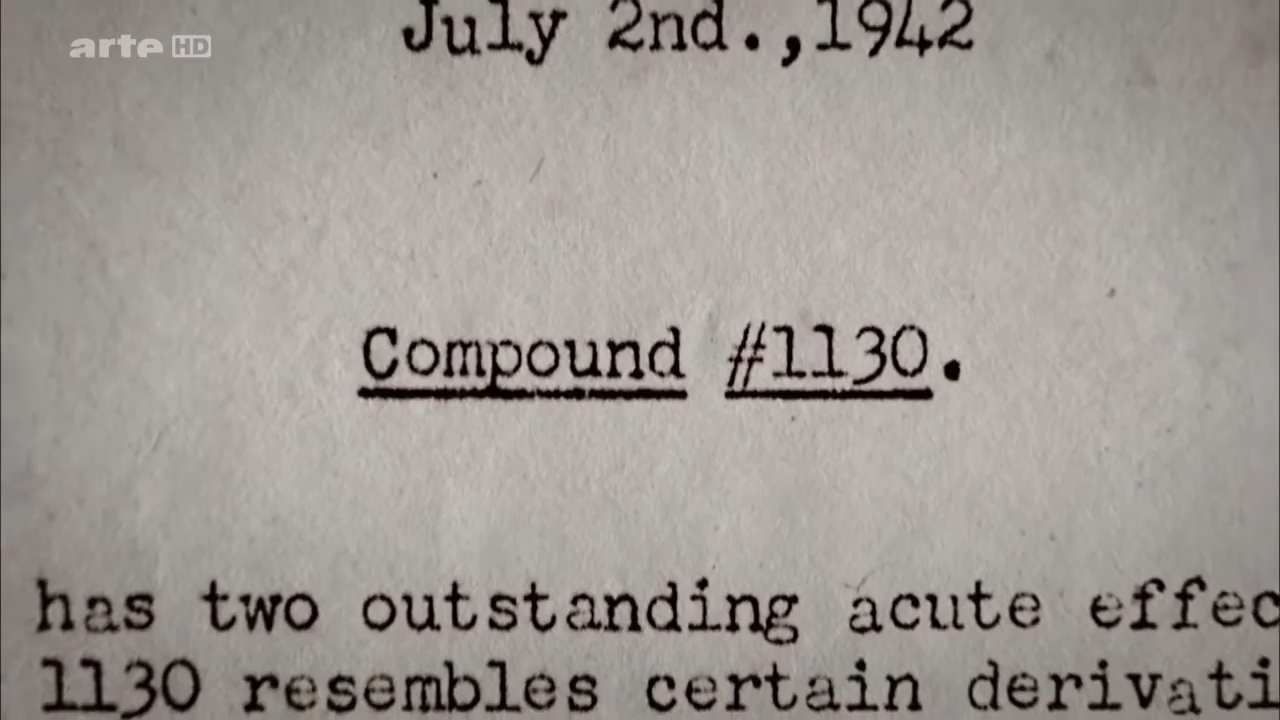 arte HD
July 2nd.,1942
Compound #1130.
has two outstanding acute effec
1130 resembles certain derivati